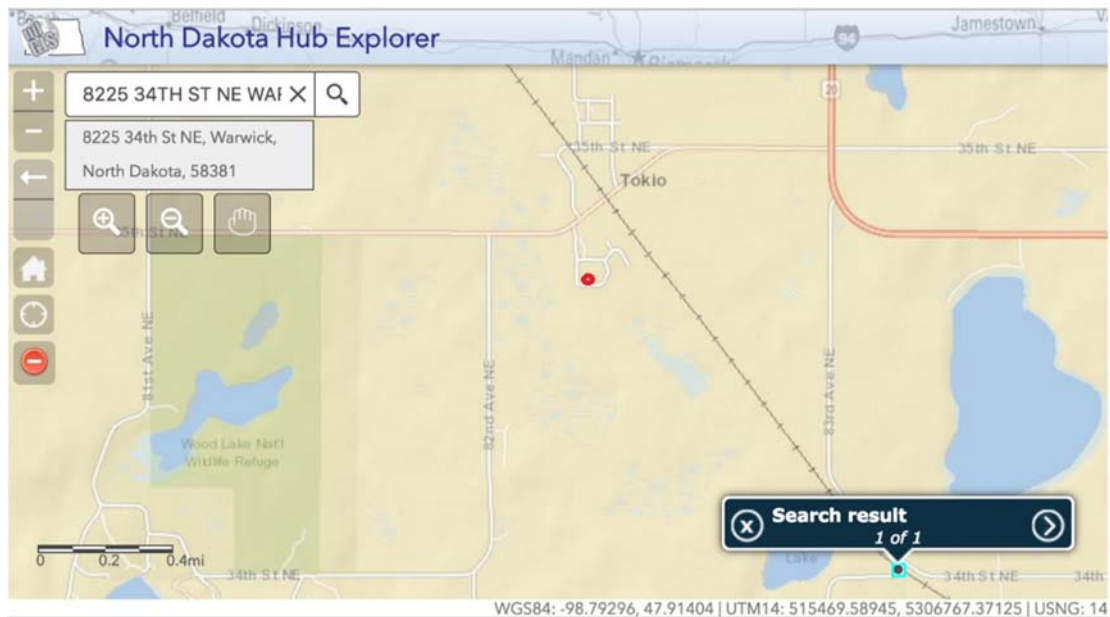 Belfield
Dickinson
Jamestown
94
Mandan
North Dakota Hub Explorer
8225 34TH ST NE WAI
8225 34th St NE, Warwick,
North Dakota, 58381
20
35th St NE
35th St NE
Tokio
35th St NE
81st Ave NE
82nd Ave NE
83rd Ave NE
Wood Lake Nat'l
Wildlife Refuge
Search result
1 of 1
0 0.2 0.4mi
Lake
34th St NE
34th St NE
34th
WGS84: -98.79296, 47.91404 | UTM14: 515469.58945, 5306767.37125 | USNG: 14